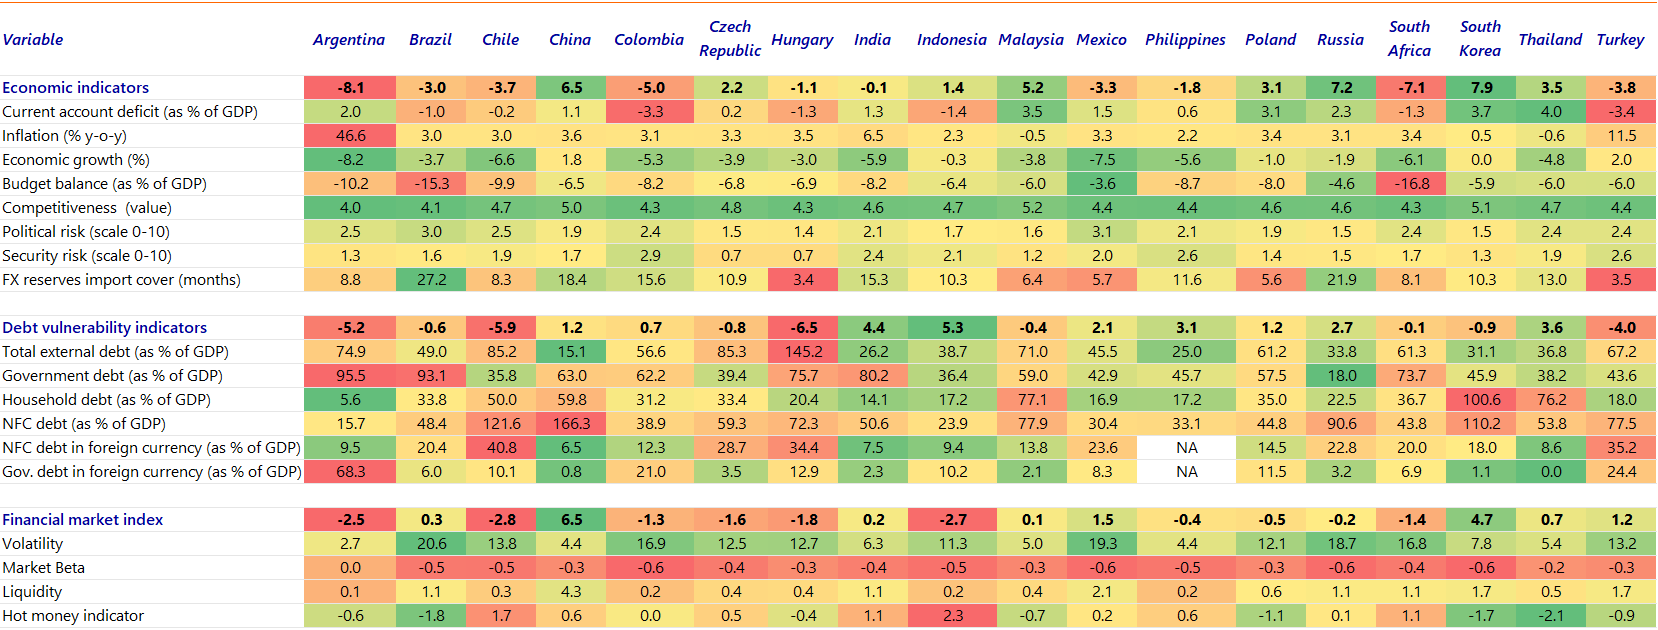 Variable Argentina Brazil Chile China Colombia Czech Republic Hungary India Indonesia Malaysia Mexico Philippines Poland Russia South Africa South Korea Thailand Turkey
Economic indicators -8.1 -3.0 -3.7 6.5 -5.0 2.2 -1.1 -0.1 1.4 5.2 -3.3 -1.8 3.1 7.2 -7.1 7.9 3.5 -3.8
Current account deficit (as % of GDP) 2.0 -1.0 -0.2 1.1 -3.3 0.2 -1.3 1.3 -1.4 3.5 1.5 0.6 3.1 2.3 -1.3 3.7 4.0 -3.4
Inflation (% y-o-y) 46.6 3.0 3.0 3.6 3.1 3.3 3.5 6.5 2.3 -0.5 3.3 2.2 3.4 3.1 3.4 0.5 -0.6 11.5
Economic growth (%) -8.2 -3.7 -6.6 1.8 -5.3 -3.9 -3.0 -5.9 -0.3 -3.8 -7.5 -5.6 -1.0 -1.9 -6.1 0.0 -4.8 2.0
Budget balance (as % of GDP) -10.2 -15.3 -9.9 -6.5 -8.2 -6.8 -6.9 -8.2 -6.4 -6.0 -3.6 -8.7 -8.0 -4.6 -16.8 -5.9 -6.0 -6.0
Competitiveness (value) 4.0 4.1 4.7 5.0 4.3 4.8 4.3 4.6 4.7 5.2 4.4 4.4 4.6 4.6 4.3 5.1 4.7 4.4
Political risk (scale 0-10) 2.5 3.0 2.5 1.9 2.4 1.5 1.4 2.1 1.7 1.6 3.1 2.1 1.9 1.5 2.4 1.5 2.4 2.4
Security risk (scale 0-10) 1.3 1.6 1.9 1.7 2.9 0.7 0.7 2.4 2.1 1.2 2.0 2.6 1.4 1.5 1.7 1.3 1.9 2.6
FX reserves import cover (months) 8.8 27.2 8.3 18.4 15.6 10.9 3.4 15.3 10.3 6.4 5.7 11.6 5.6 21.9 8.1 10.3 13.0 3.5
Debt vulnerability indicators -5.2 -0.6 -5.9 1.2 0.7 -0.8 -6.5 4.4 5.3 -0.4 2.1 3.1 1.2 2.7 -0.1 -0.9 3.6 -4.0
Total external debt (as % of GDP) 74.9 49.0 85.2 15.1 56.6 85.3 145.2 26.2 38.7 71.0 45.5 25.0 61.2 33.8 61.3 31.1 36.8 67.2
Government debt (as % of GDP) 95.5 93.1 35.8 63.0 62.2 39.4 75.7 80.2 36.4 59.0 42.9 45.7 57.5 18.0 73.7 45.9 38.2 43.6
Household debt (as % of GDP) 5.6 33.8 50.0 59.8 31.2 33.4 20.4 14.1 17.2 77.1 16.9 17.2 35.0 22.5 36.7 100.6 76.2 18.0
NFC debt (as % of GDP) 15.7 48.4 121.6 166.3 38.9 59.3 72.3 50.6 23.9 77.9 30.4 33.1 44.8 90.6 43.8 110.2 53.8 77.5
NFC debt in foreign currency (as % of GDP) 9.5 20.4 40.8 6.5 12.3 28.7 34.4 7.5 9.4 13.8 23.6 NA 14.5 22.8 20.0 18.0 8.6 35.2
Gov. debt in foreign currency (as % of GDP) 68.3 6.0 10.1 0.8 21.0 3.5 12.9 2.3 10.2 2.1 8.3 NA 11.5 3.2 6.9 1.1 0.0 24.4
Financial market index -2.5 0.3 -2.8 6.5 -1.3 -1.6 -1.8 0.2 -2.7 0.1 1.5 -0.4 -0.5 -0.2 -1.4 4.7 0.7 1.2
Volatility 2.7 20.6 13.8 4.4 16.9 12.5 12.7 6.3 11.3 5.0 19.3 4.4 12.1 18.7 16.8 7.8 5.4 13.2
Market Beta 0.0 -0.5 -0.5 -0.3 -0.6 -0.4 -0.3 -0.4 -0.5 -0.3 -0.6 -0.5 -0.3 -0.6 -0.4 -0.6 -0.2 -0.3
Liquidity 0.1 1.1 0.3 4.3 0.2 0.4 0.4 1.1 0.2 0.4 2.1 0.2 0.6 1.1 1.1 1.7 0.5 1.7
Hot money indicator -0.6 -1.8 1.7 0.6 0.0 0.5 -0.4 1.1 2.3 -0.7 0.2 0.6 -1.1 0.1 1.1 -1.7 -2.1 -0.9